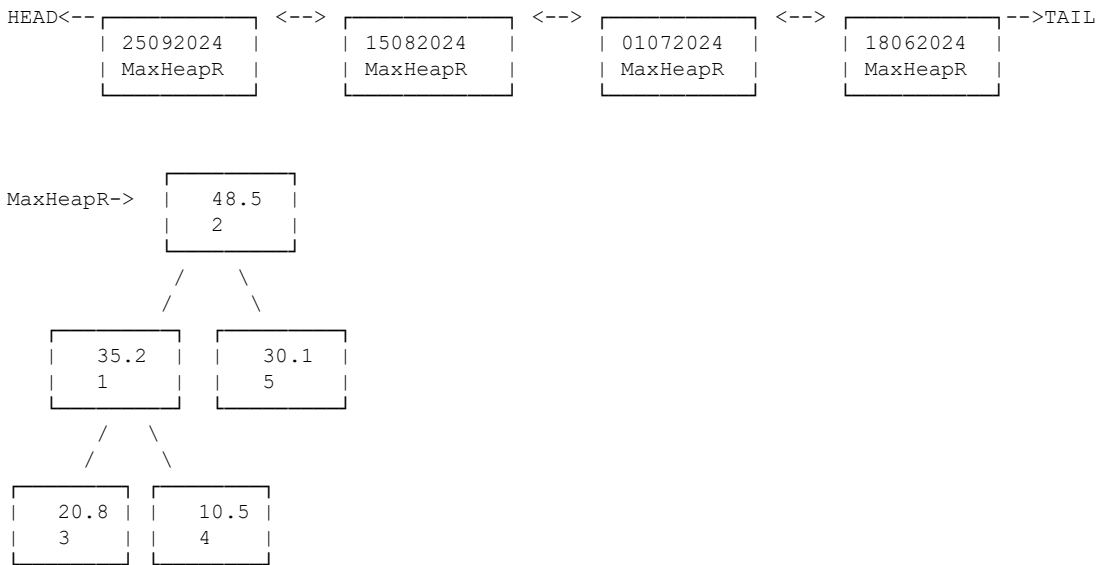 HEAD<-- <--> <--> <--> -->TAIL
25092024 15082024 01072024 18062024
MaxHeapR MaxHeapR MaxHeapR MaxHeapR
MaxHeapR-> 48.5
2
35.2 30.1
1 5
20.8 10.5
3 4